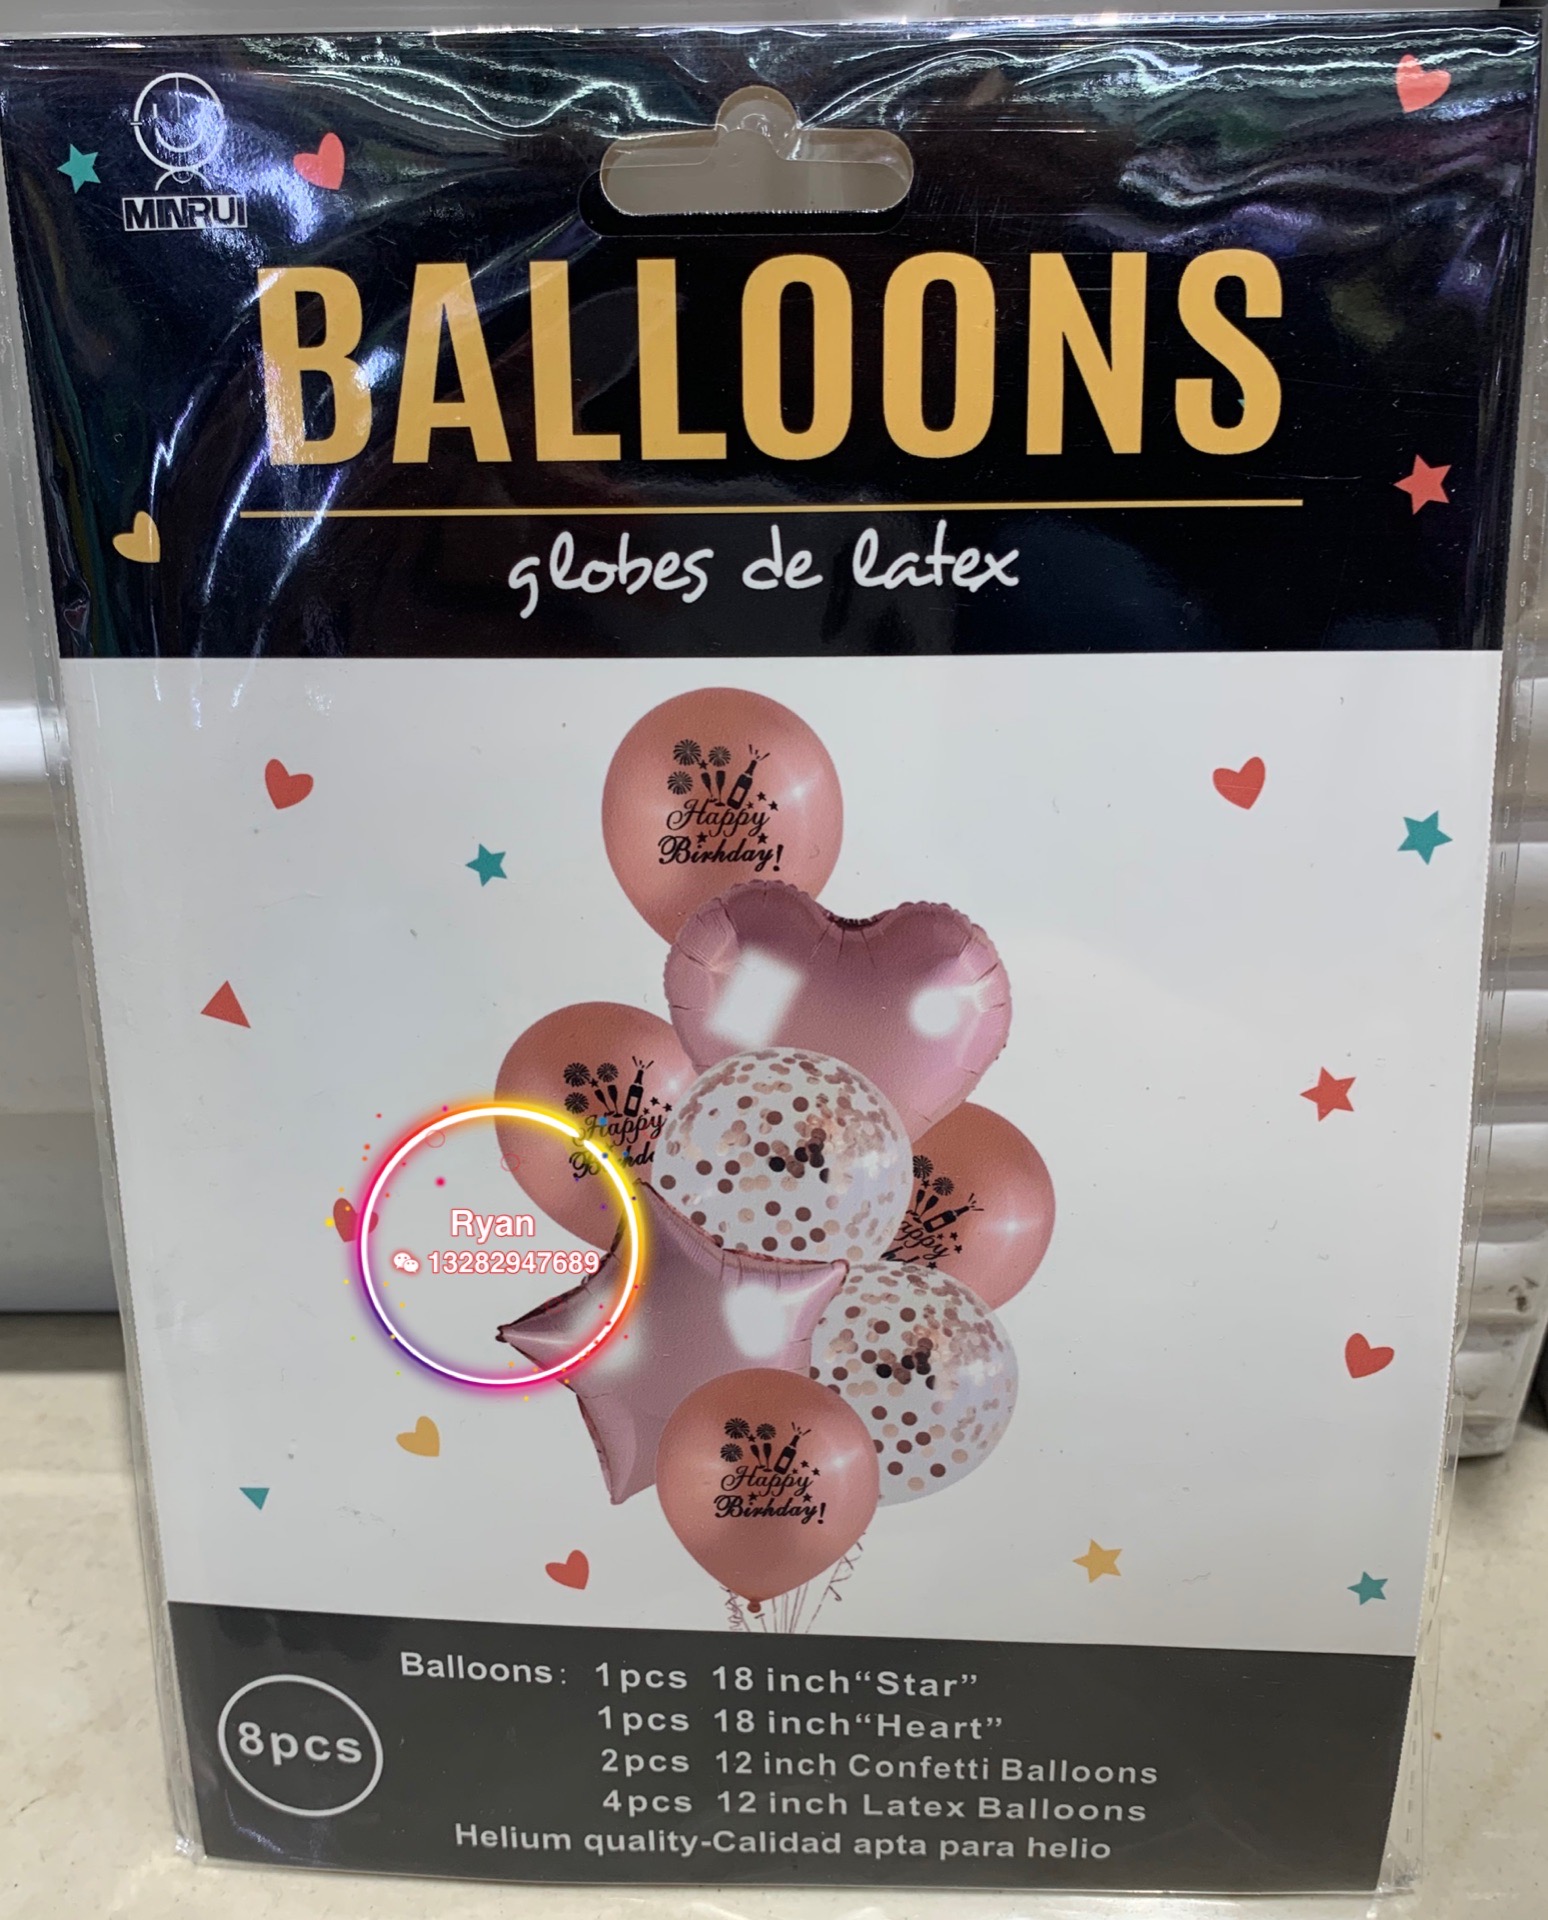 MINRUI
BALLOONS
globes de latex
Happy
Birhday!
Happy
Happy
Ryan
13282947689
Happy
Birhday!
8pcs
Balloons: 1pcs 18 inch“Star”
1pcs 18 inch“Heart”
2pcs 12 inch Confetti Balloons
4pcs 12 inch Latex Balloons
Helium quality-Calidad apta para helio